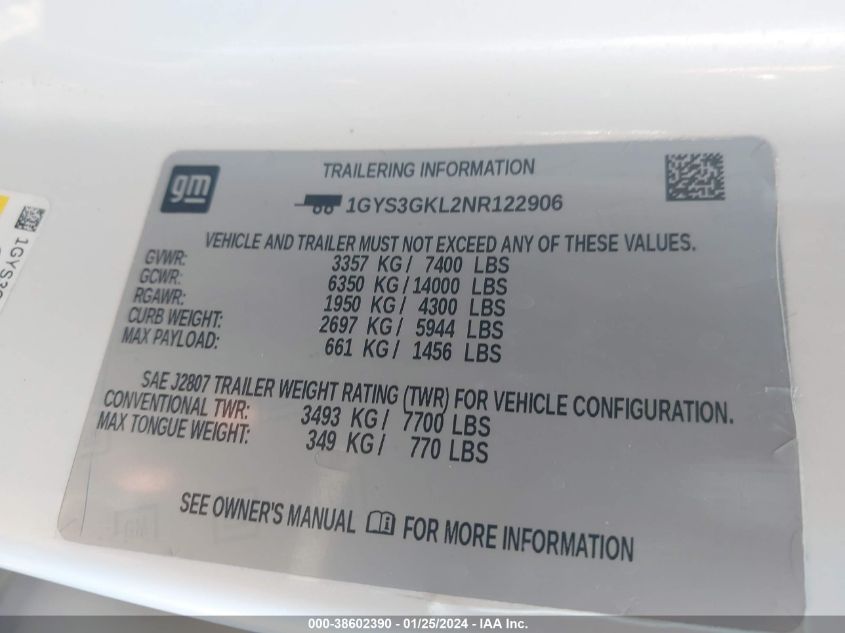 gm
TRAILERING INFORMATION
1GYS3GKL2NR122906
VEHICLE AND TRAILER MUST NOT EXCEED ANY OF THESE VALUES.
GVWR: 3357 KG / 7400 LBS
GCWR: 6350 KG / 14000 LBS
RGAWR: 1950 KG / 4300 LBS
CURB WEIGHT: 2697 KG / 5944 LBS
MAX PAYLOAD: 661 KG / 1456 LBS
SAE J2807 TRAILER WEIGHT RATING (TWR) FOR VEHICLE CONFIGURATION.
CONVENTIONAL TWR: 3493 KG / 7700 LBS
MAX TONGUE WEIGHT: 349 KG / 770 LBS
SEE OWNER'S MANUAL FOR MORE INFORMATION
000-38602390 - 01/25/2024 - IAA Inc.